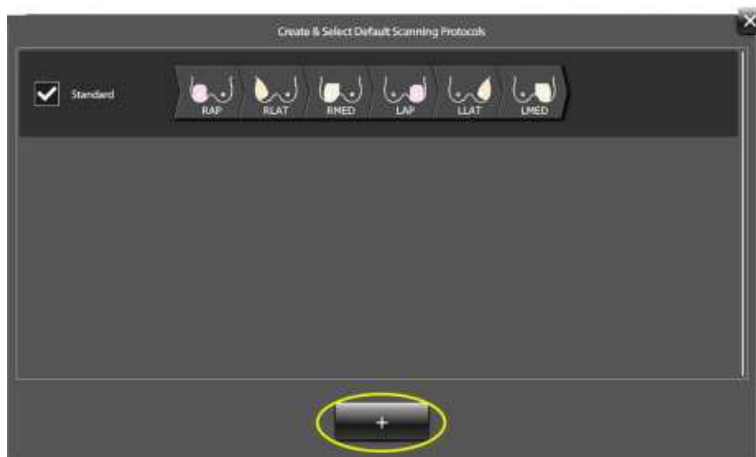 Create & Select Default Scanning Protocols
Standard
RAP RLAT RMED LAP LLAT LMED
+